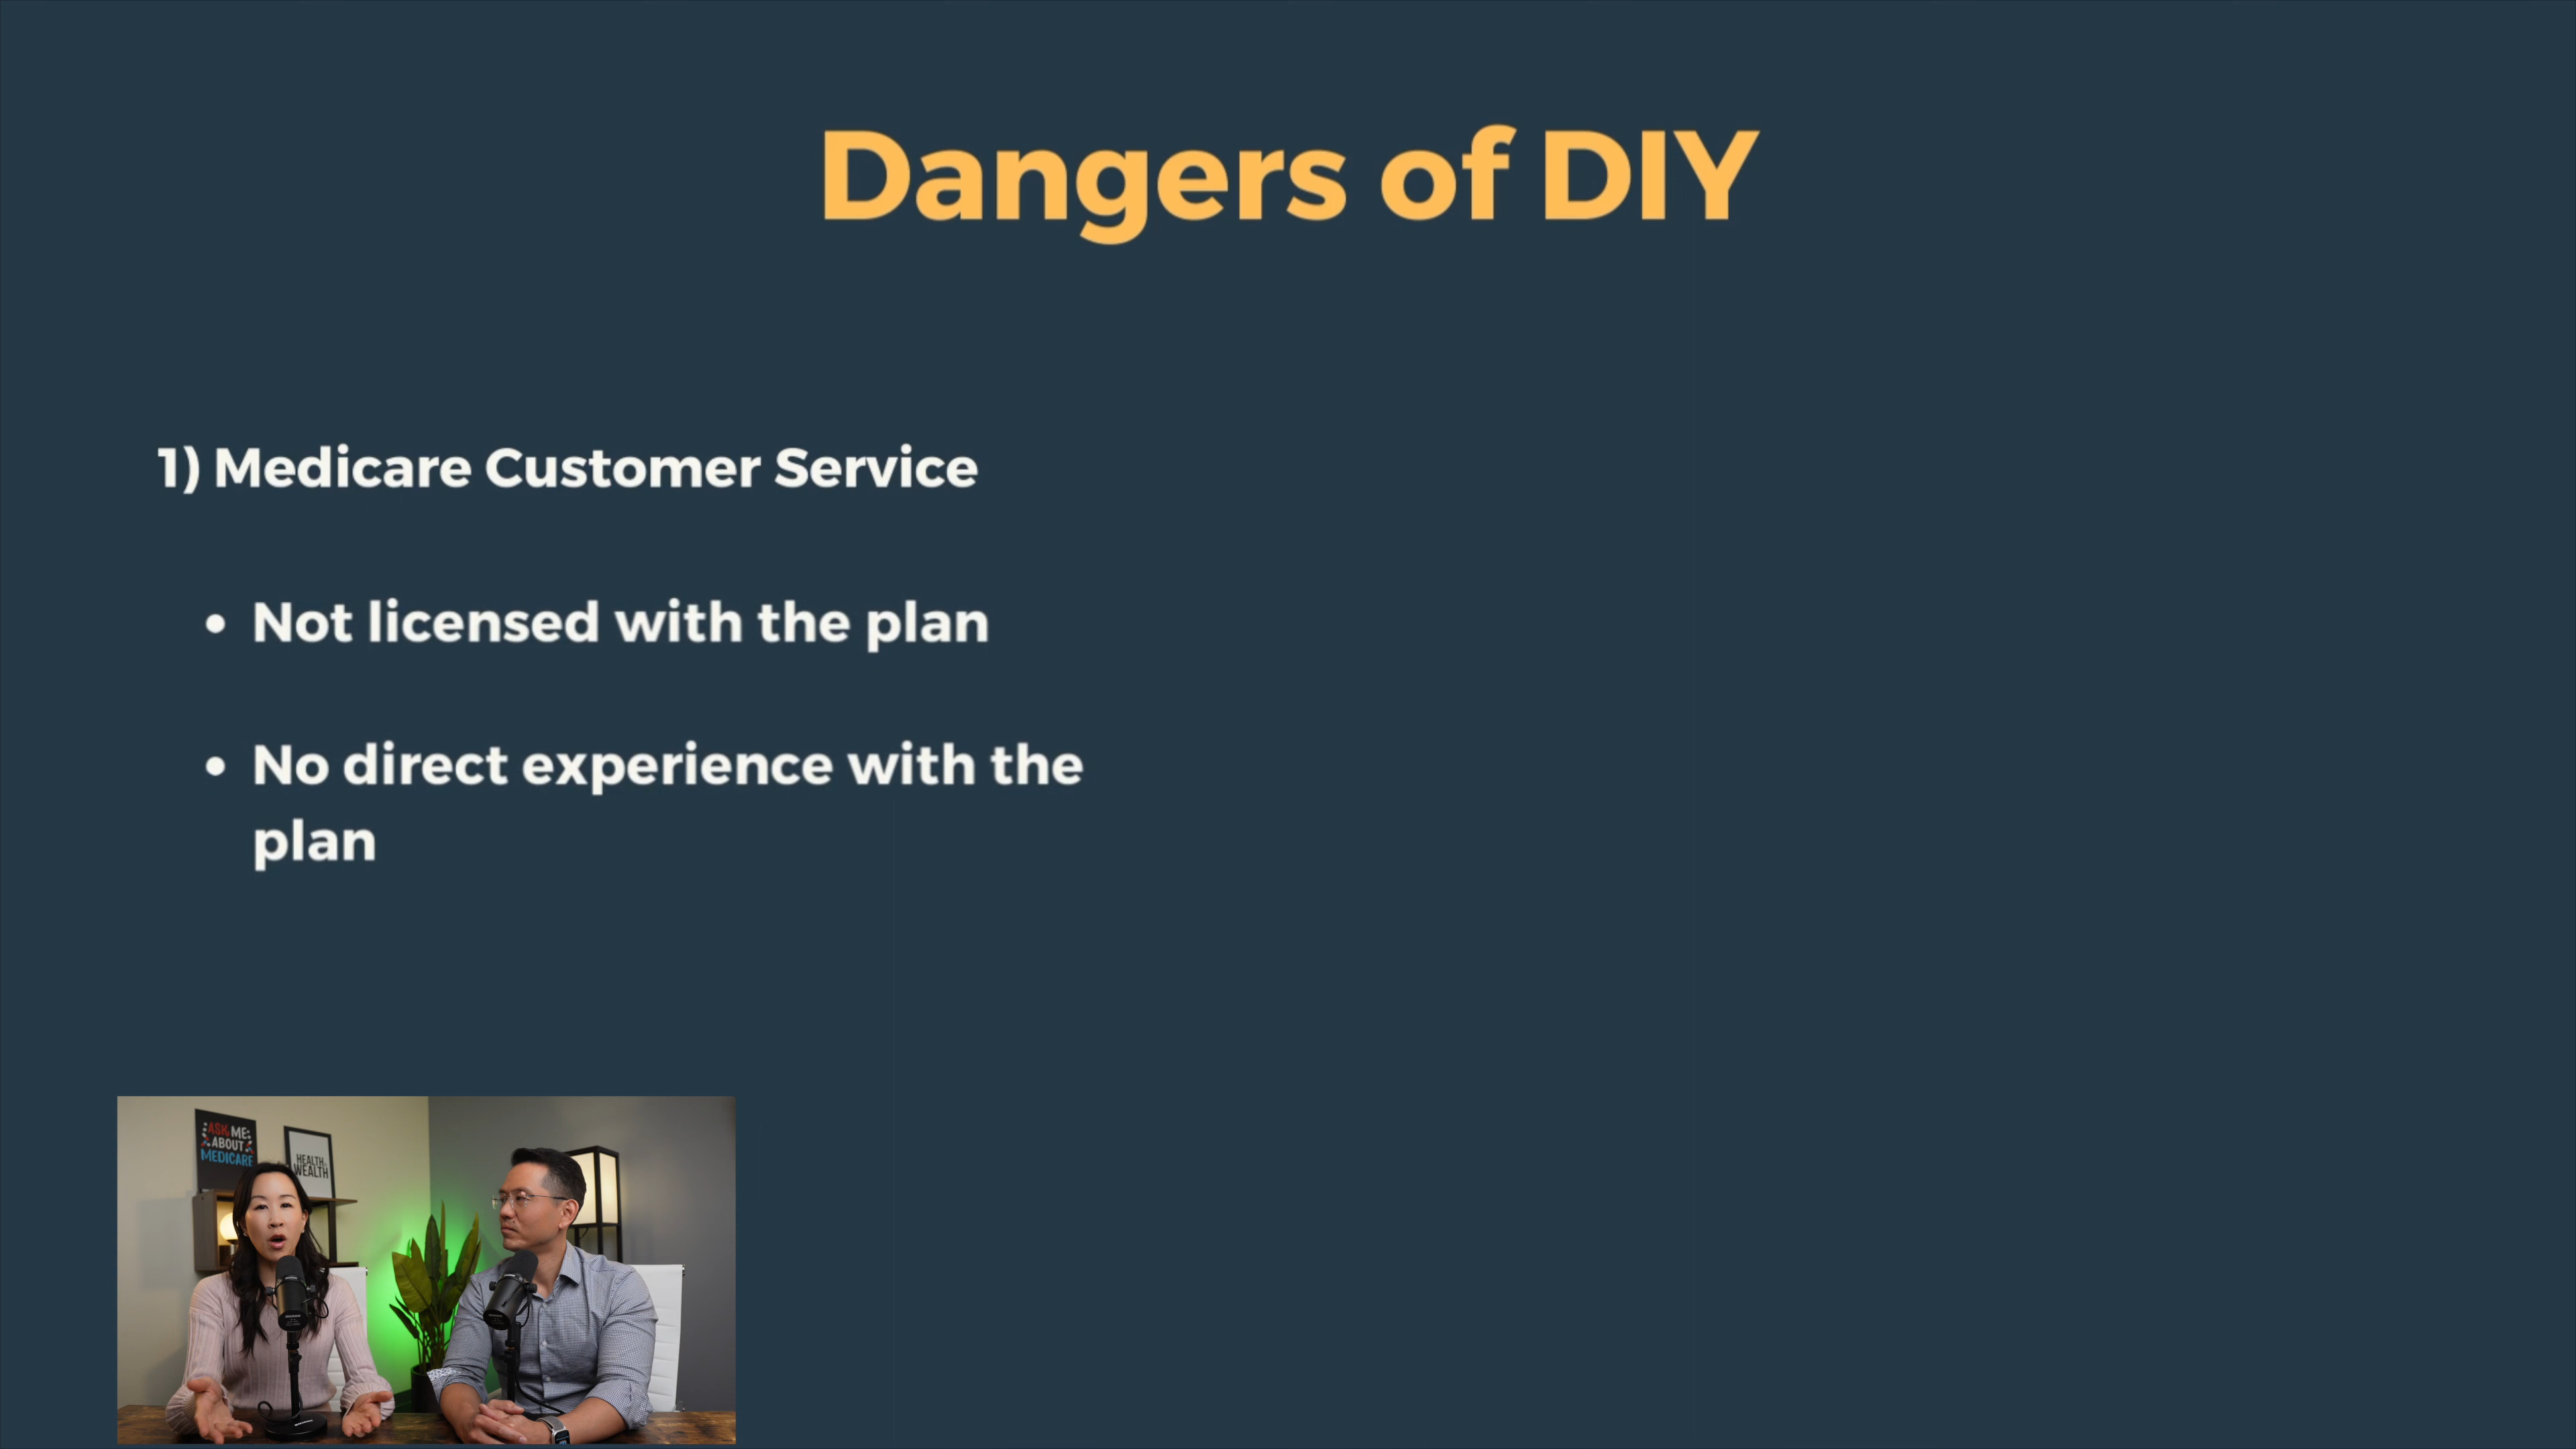 Dangers of DIY
1) Medicare Customer Service
• Not licensed with the plan
• No direct experience with the
plan
ASK ME
ABOUT
MEDICARE
HEALTH
WEALTH